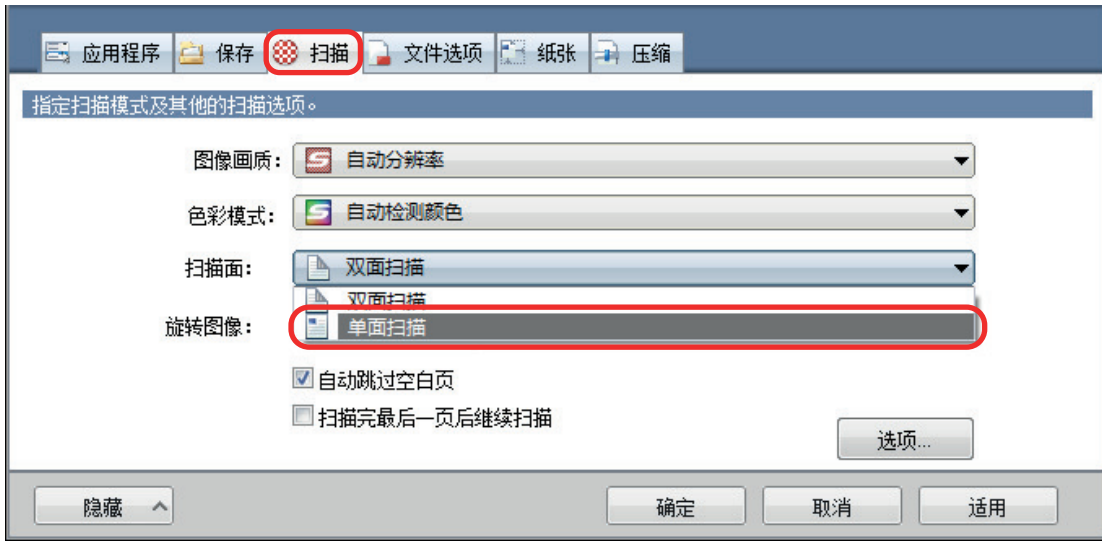 应用程序 保存 扫描 文件选项 纸张 压缩
指定扫描模式及其他的扫描选项。
图像画质: 自动分辨率
色彩模式: 自动检测颜色
扫描面: 双面扫描
双面扫描
旋转图像: 单面扫描
自动跳过空白页
扫描完最后一页后继续扫描
选项...
隐藏 确定 取消 适用